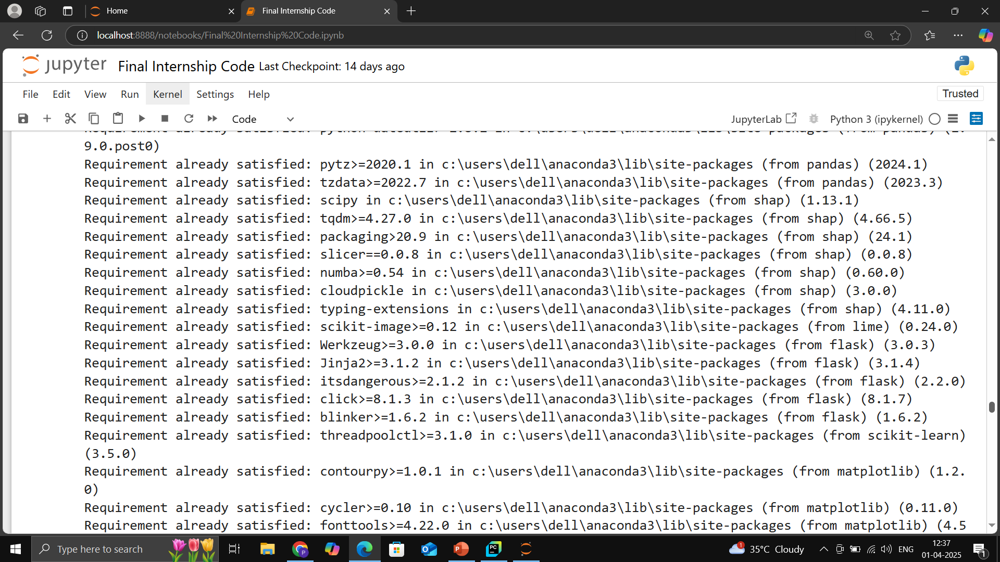 Home
Final Internship Code
localhost:8888/notebooks/Final%20Internship%20Code.ipynb
jupyter Final Internship Code Last Checkpoint: 14 days ago
File Edit View Run Kernel Settings Help
Trusted
Code
JupyterLab
Python 3 (ipykernel)
9.0.post0)
Requirement already satisfied: pytz>=2020.1 in c:\users\dell\anaconda3\lib\site-packages (from pandas) (2024.1)
Requirement already satisfied: tzdata>=2022.7 in c:\users\dell\anaconda3\lib\site-packages (from pandas) (2023.3)
Requirement already satisfied: scipy in c:\users\dell\anaconda3\lib\site-packages (from shap) (1.13.1)
Requirement already satisfied: tqdm>=4.27.0 in c:\users\dell\anaconda3\lib\site-packages (from shap) (4.66.5)
Requirement already satisfied: packaging>20.9 in c:\users\dell\anaconda3\lib\site-packages (from shap) (24.1)
Requirement already satisfied: slicer==0.0.8 in c:\users\dell\anaconda3\lib\site-packages (from shap) (0.0.8)
Requirement already satisfied: numba>=0.54 in c:\users\dell\anaconda3\lib\site-packages (from shap) (0.60.0)
Requirement already satisfied: cloudpickle in c:\users\dell\anaconda3\lib\site-packages (from shap) (3.0.0)
Requirement already satisfied: typing-extensions in c:\users\dell\anaconda3\lib\site-packages (from shap) (4.11.0)
Requirement already satisfied: scikit-image>=0.12 in c:\users\dell\anaconda3\lib\site-packages (from lime) (0.24.0)
Requirement already satisfied: Werkzeug>=3.0.0 in c:\users\dell\anaconda3\lib\site-packages (from flask) (3.0.3)
Requirement already satisfied: Jinja2>=3.1.2 in c:\users\dell\anaconda3\lib\site-packages (from flask) (3.1.4)
Requirement already satisfied: itsdangerous>=2.1.2 in c:\users\dell\anaconda3\lib\site-packages (from flask) (2.2.0)
Requirement already satisfied: click>=8.1.3 in c:\users\dell\anaconda3\lib\site-packages (from flask) (8.1.7)
Requirement already satisfied: blinker>=1.6.2 in c:\users\dell\anaconda3\lib\site-packages (from flask) (1.6.2)
Requirement already satisfied: threadpoolctl>=3.1.0 in c:\users\dell\anaconda3\lib\site-packages (from scikit-learn)
(3.5.0)
Requirement already satisfied: contourpy>=1.0.1 in c:\users\dell\anaconda3\lib\site-packages (from matplotlib) (1.2.
0)
Requirement already satisfied: cycler>=0.10 in c:\users\dell\anaconda3\lib\site-packages (from matplotlib) (0.11.0)
Requirement already satisfied: fonttools>=4.22.0 in c:\users\dell\anaconda3\lib\site-packages (from matplotlib) (4.5
Type here to search
35°C Cloudy
ENG
12:37
01-04-2025